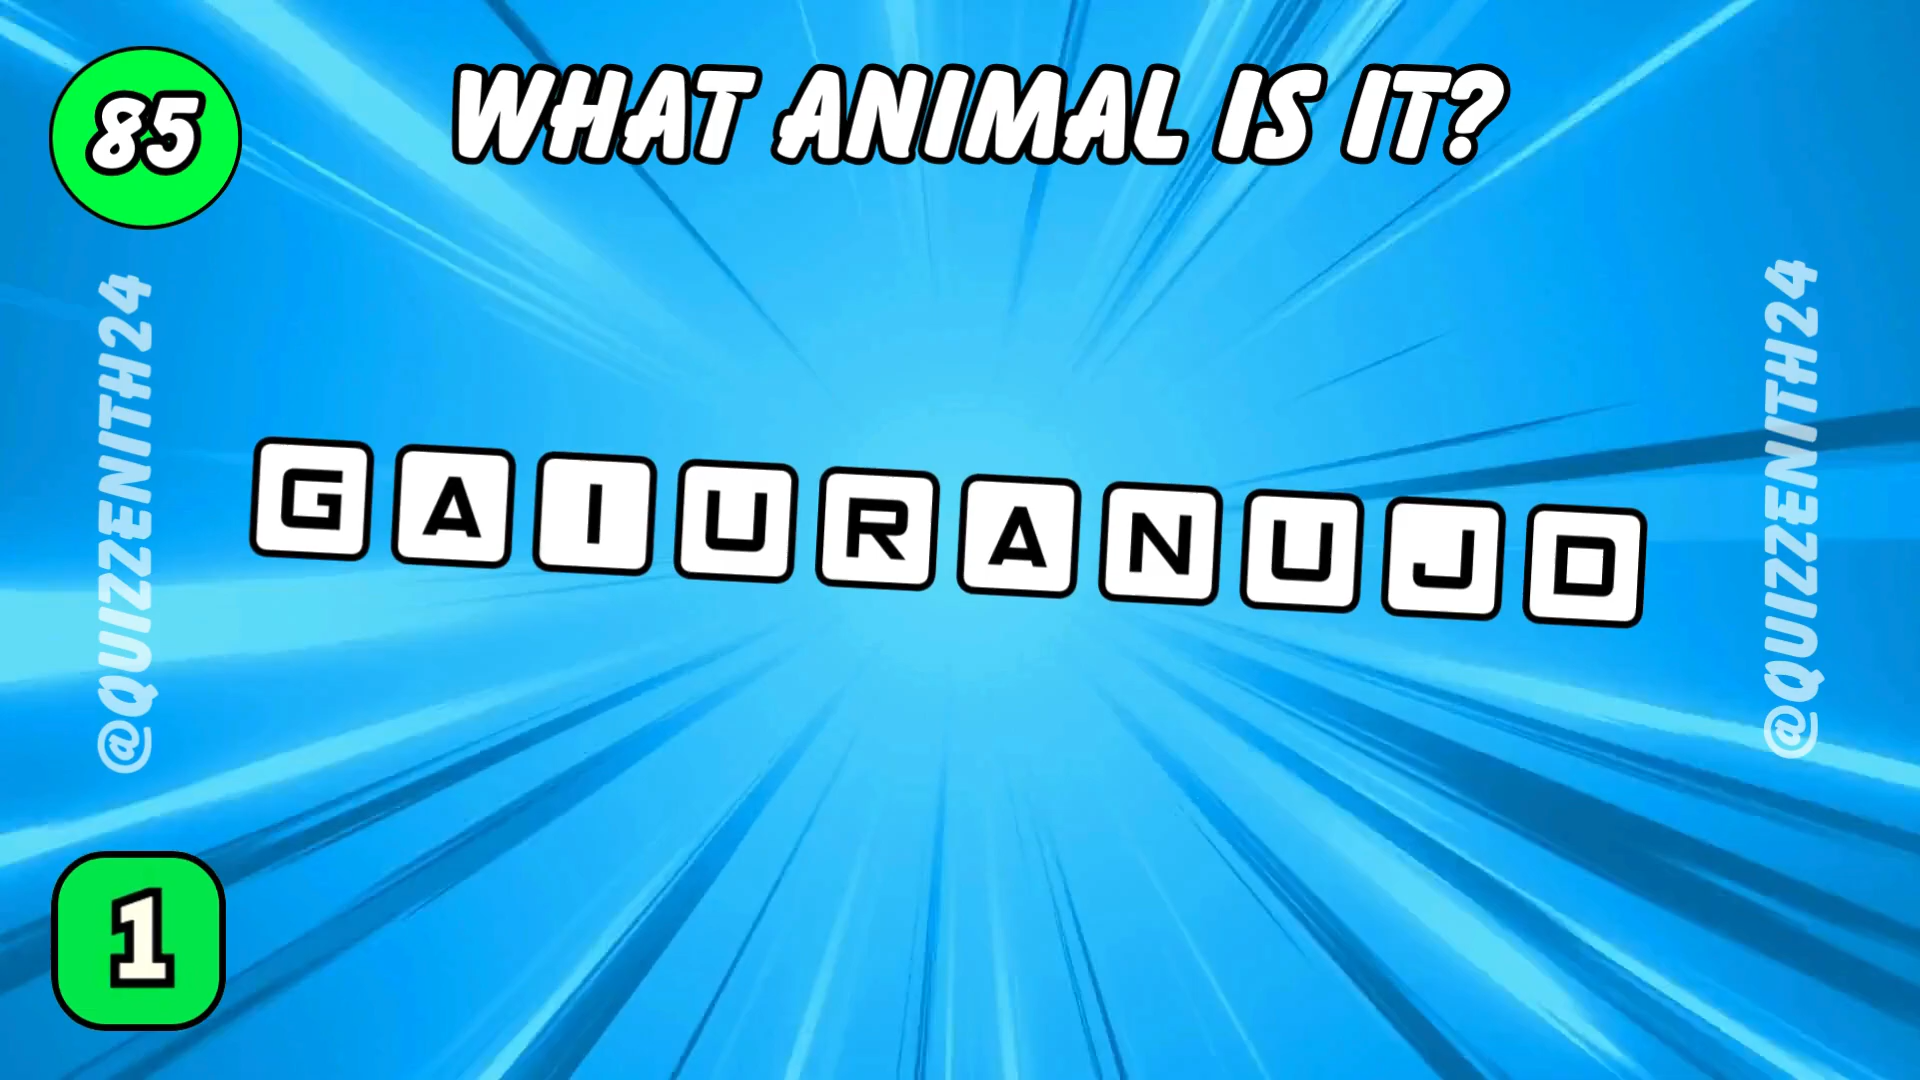 85
WHAT ANIMAL IS IT?
@QUIZZENITH24
@QUIZZENITH24
GAIURANUJD
1